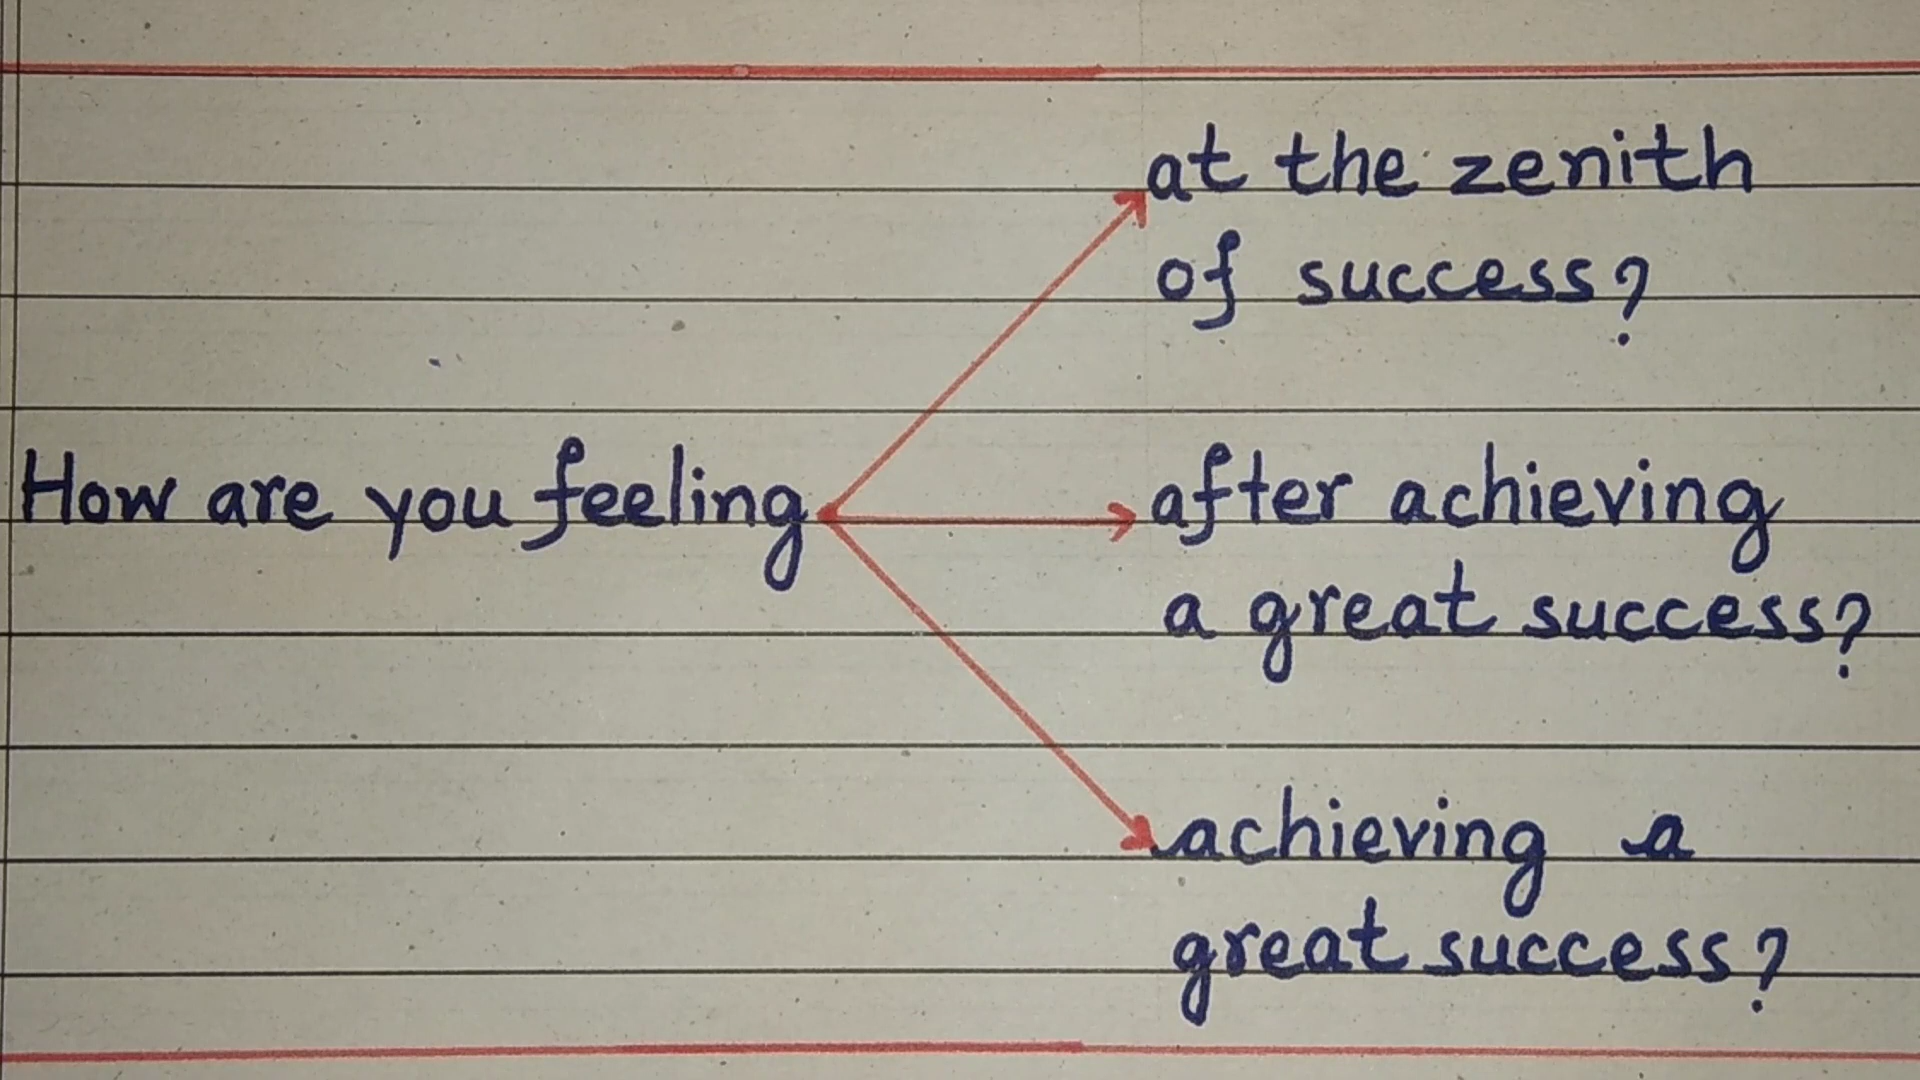 at the zenith
of success?
How are you feeling
after achieving
a great success?
achieving a
great success?